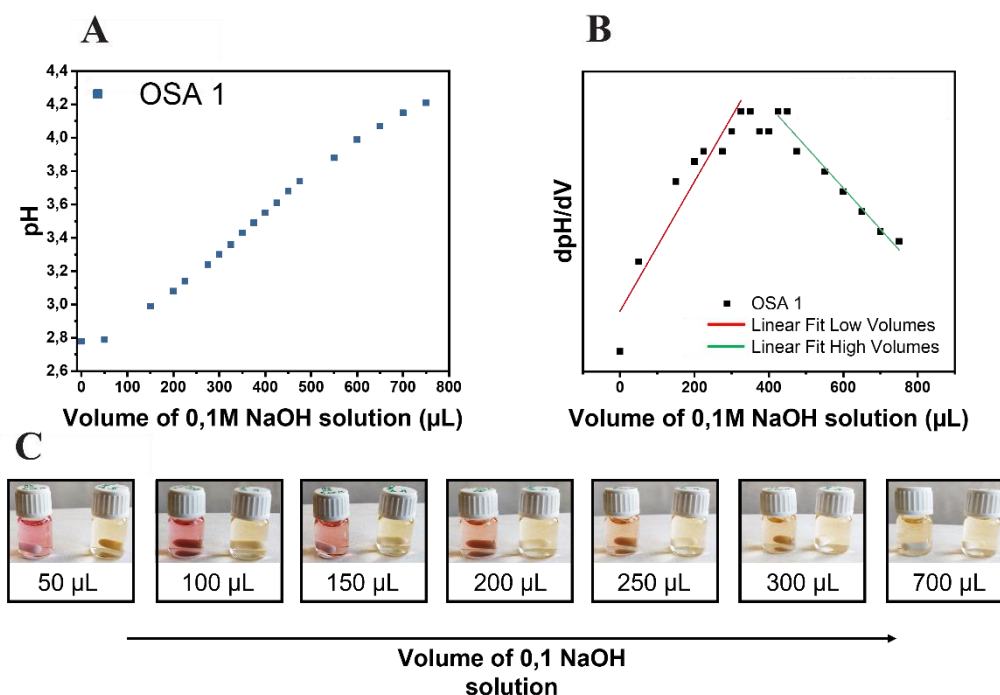 A
pH
4,4
4,2
4,0
3,8
3,6
3,4
3,2
3,0
2,8
2,6
OSA 1
0 100 200 300 400 500 600 700 800
Volume of 0,1M NaOH solution (µL)
B
dpH/dV
OSA 1
Linear Fit Low Volumes
Linear Fit High Volumes
0 200 400 600 800
Volume of 0,1M NaOH solution (µL)
C
50 µL
100 µL
150 µL
200 µL
250 µL
300 µL
700 µL
Volume of 0,1 NaOH
solution